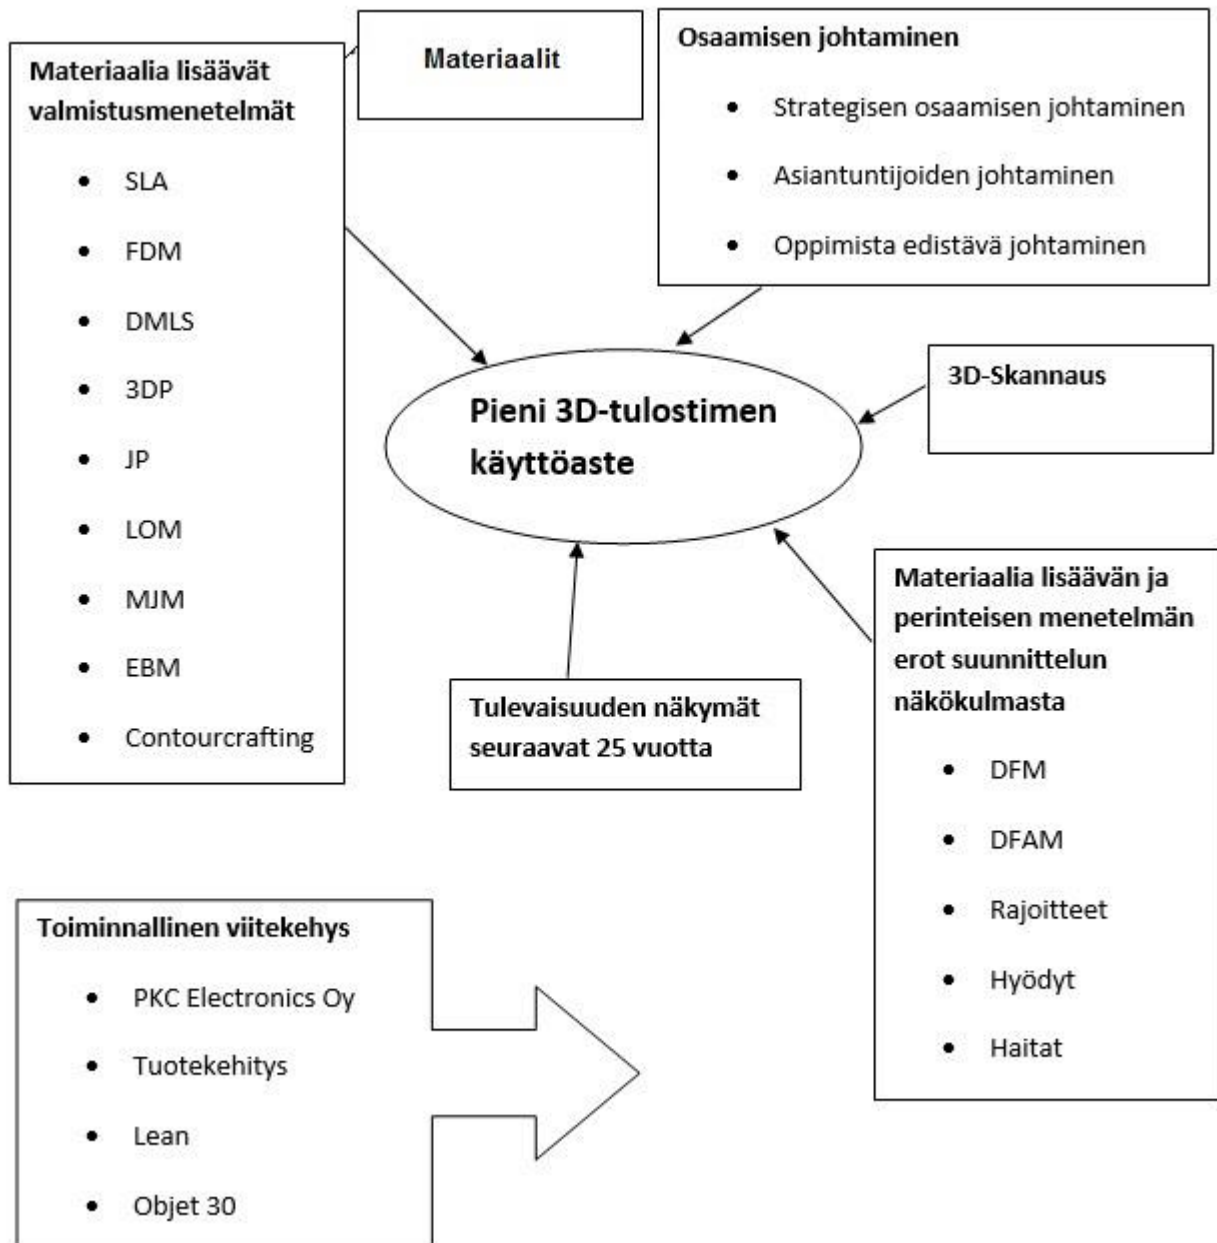 Materiaalia lisäävät
valmistusmenetelmät
• SLA
• FDM
• DMLS
• 3DP
• JP
• LOM
• MJM
• EBM
• Contourcrafting
Materiaalit
Osaamisen johtaminen
• Strategisen osaamisen johtaminen
• Asiantuntijoiden johtaminen
• Oppimista edistävä johtaminen
Pieni 3D-tulostimen
käyttöaste
3D-Skannaus
Tulevaisuuden näkymät
seuraavat 25 vuotta
Materiaalia lisäävän ja
perinteisen menetelmän
erot suunnittelun
näkökulmasta
• DFM
• DFAM
• Rajoitteet
• Hyödyt
• Haitat
Toiminnallinen viitekehys
• PKC Electronics Oy
• Tuotekehitys
• Lean
• Objet 30